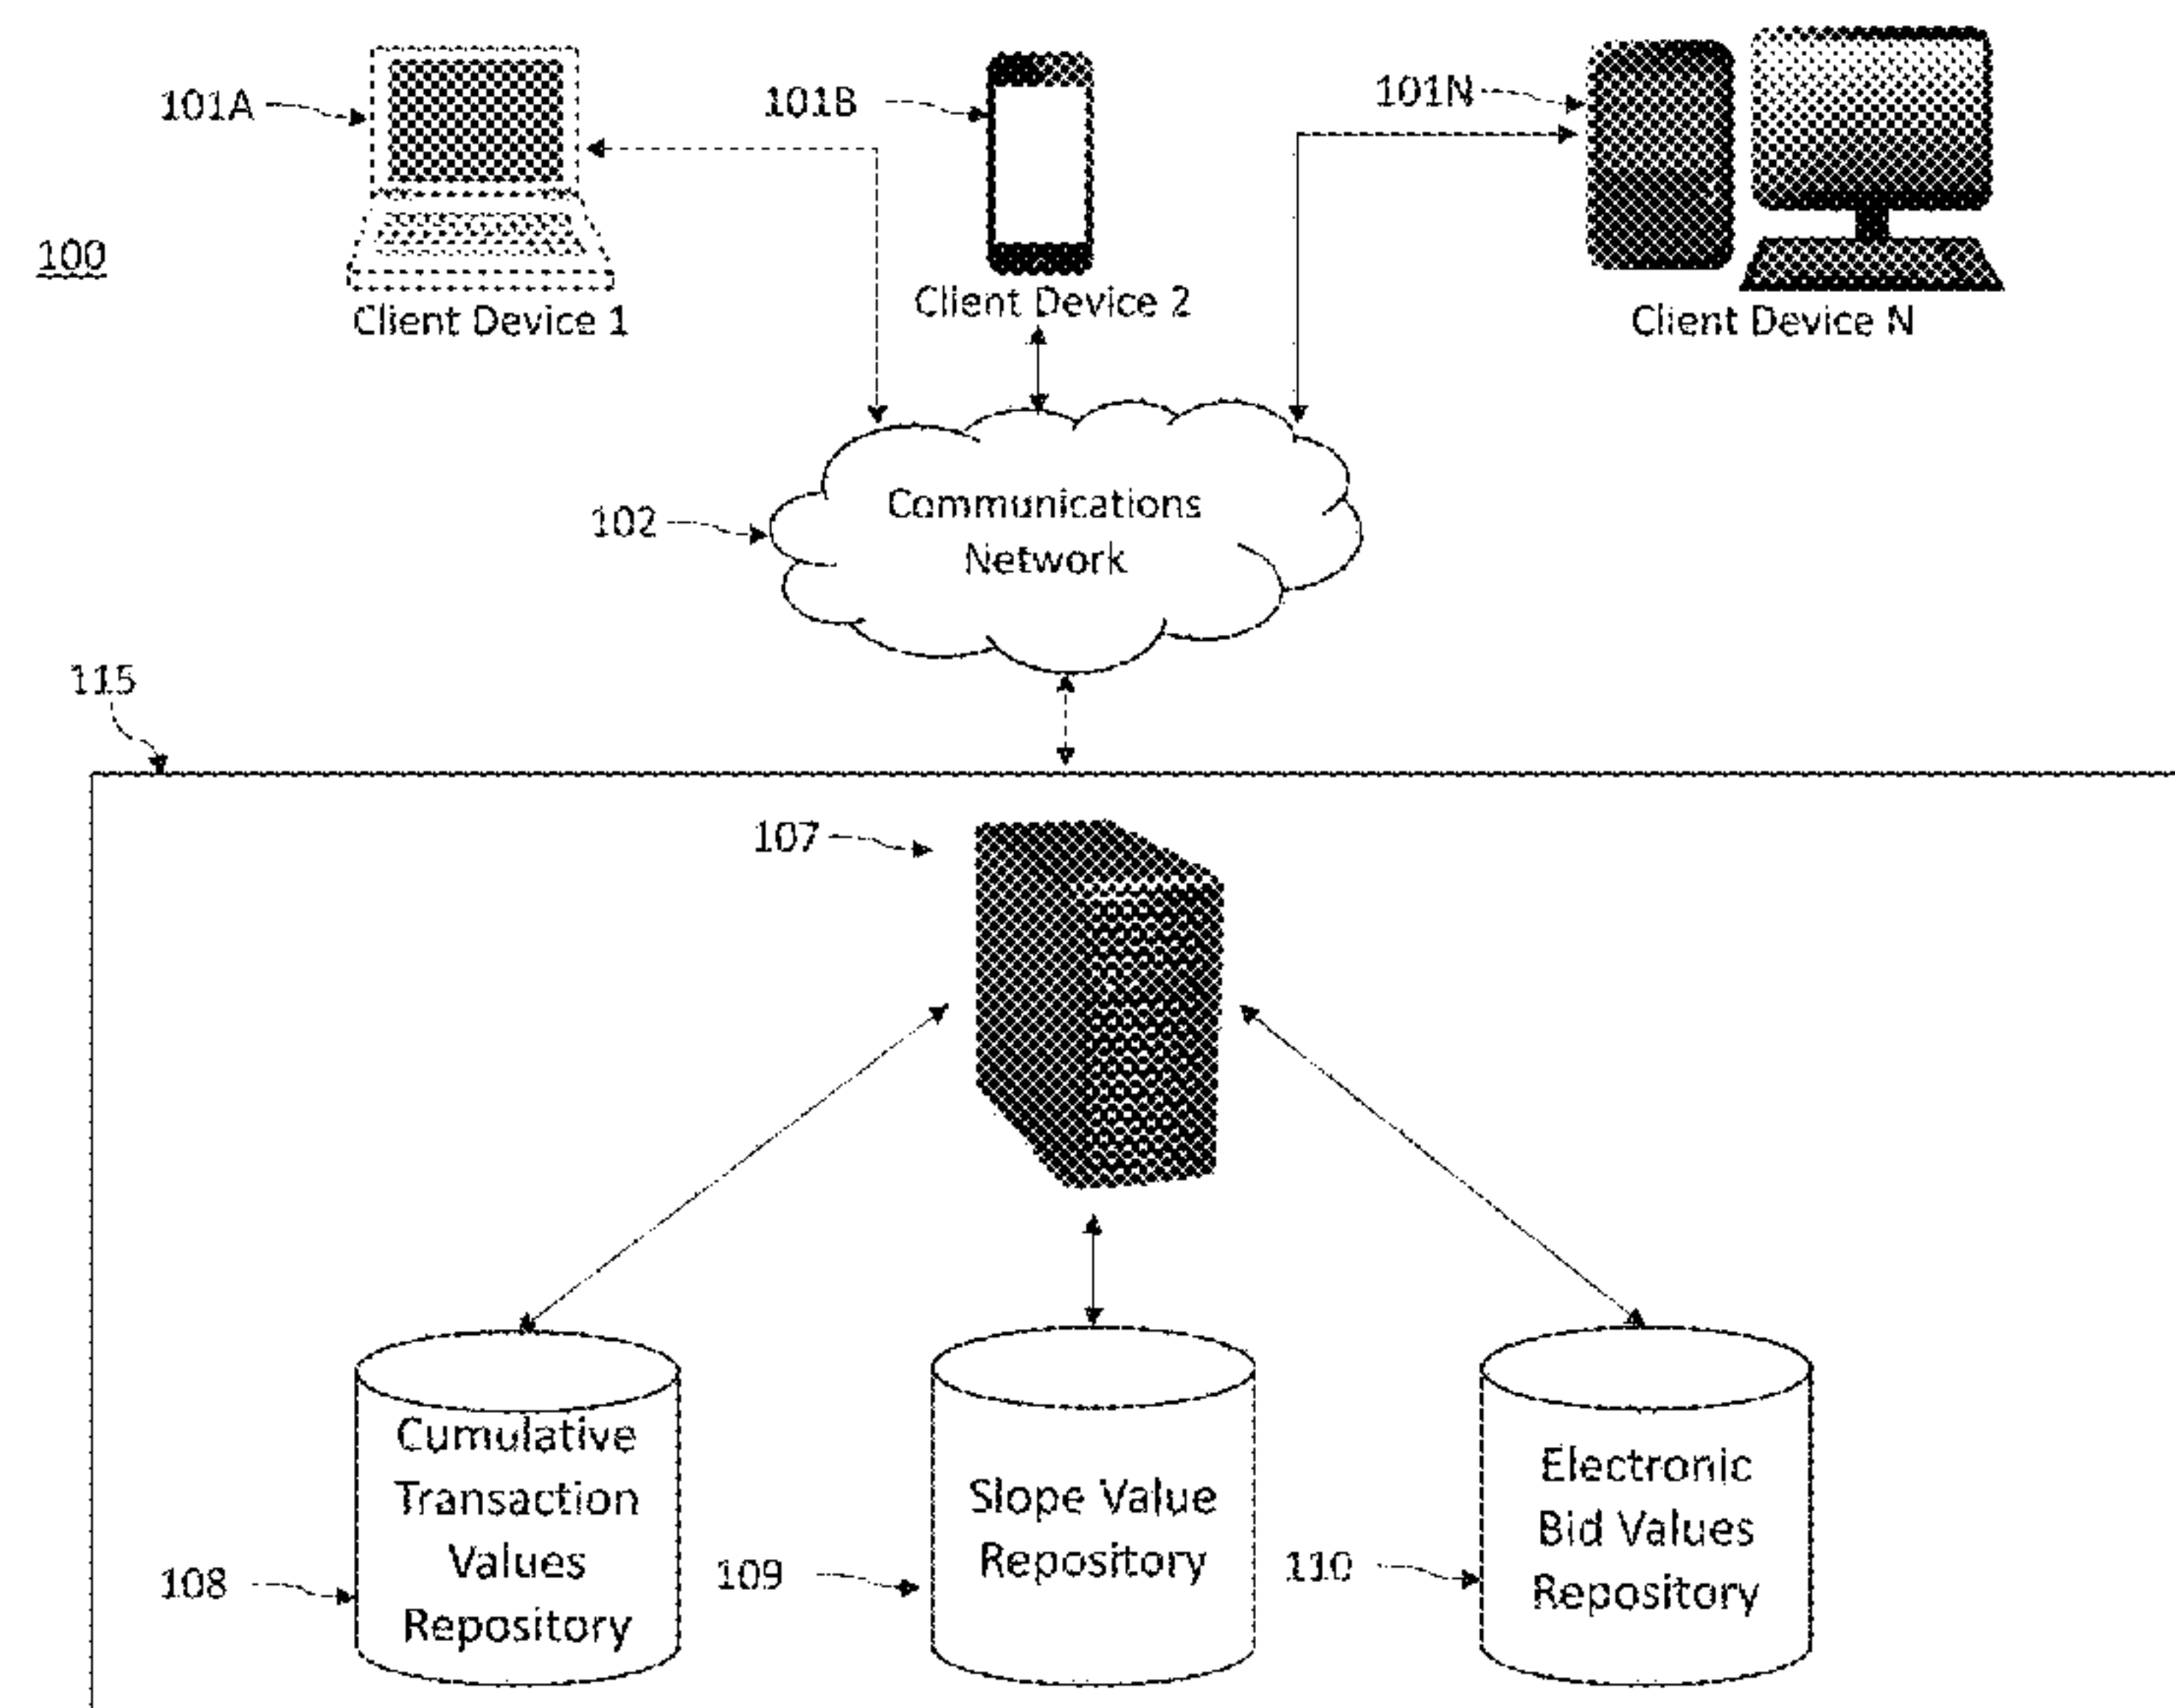 101A
101B
101N
100
Client Device 1
Client Device 2
Client Device N
102
Communications
Network
115
107
Cumulative
Transaction
Values
Repository
108
Slope Value
Repository
109
Electronic
Bid Values
Repository
110